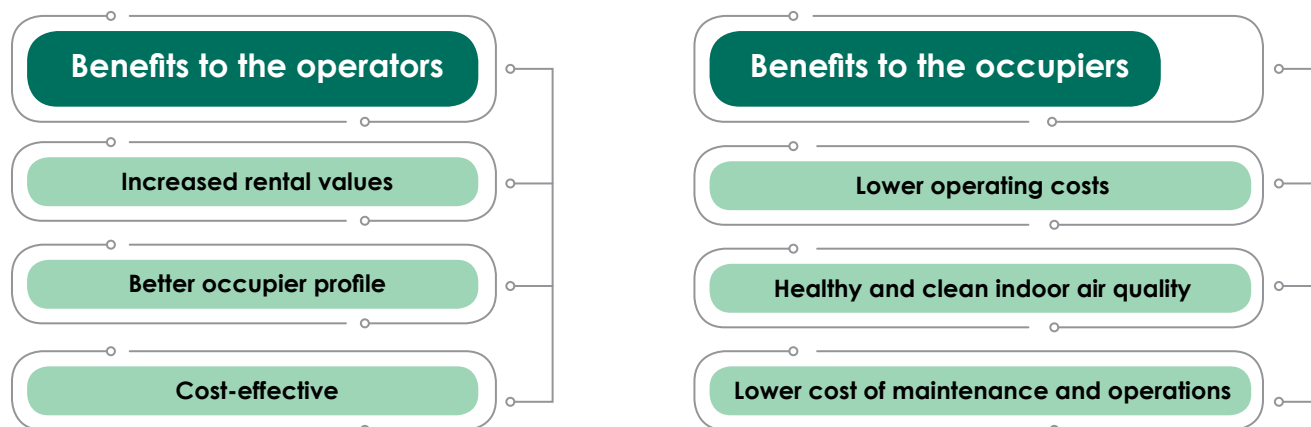 Benefits to the operators
Increased rental values
Better occupier profile
Cost-effective
Benefits to the occupiers
Lower operating costs
Healthy and clean indoor air quality
Lower cost of maintenance and operations